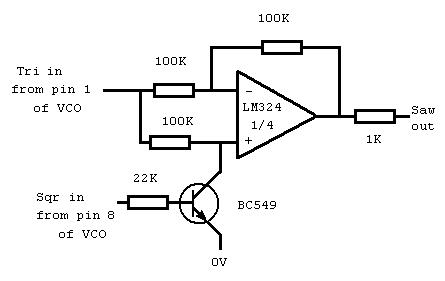 100K
100K
Tri in
from pin 1
of VCO
-
LM324
1/4
+
Saw
out
1K
100K
22K
Sqr in
from pin 8
of VCO
BC549
0V